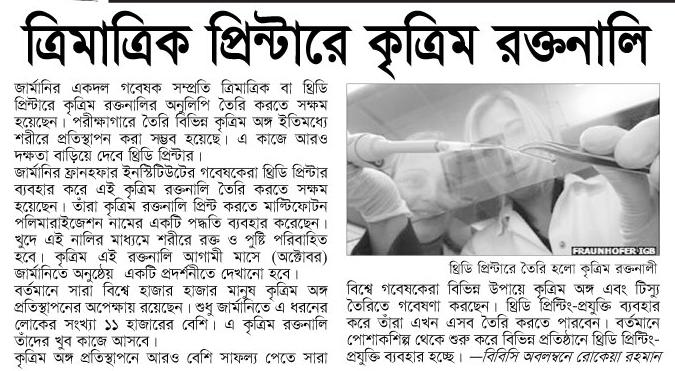 ত্রিমাত্রিক প্রিন্টারে কৃত্রিম রক্তনালি
জার্মানির একদল গবেষক সম্প্রতি ত্রিমাত্রিক বা থ্রিডি
প্রিন্টারে কৃত্রিম রক্তনালির অনুলিপি তৈরি করতে সক্ষম
হয়েছেন। পরীক্ষাগারে তৈরি বিভিন্ন কৃত্রিম অঙ্গ ইতিমধ্যে
শরীরে প্রতিস্থাপন করা সম্ভব হয়েছে। এ কাজে আরও
দক্ষতা বাড়িয়ে দেবে থ্রিডি প্রিন্টার।
জার্মানির ফ্রানহফার ইনস্টিটিউটের গবেষকেরা থ্রিডি প্রিন্টার
ব্যবহার করে এই কৃত্রিম রক্তনালি তৈরি করতে সক্ষম
হয়েছেন। তাঁরা কৃত্রিম রক্তনালি প্রিন্ট করতে মাল্টিফোটন
পলিমারাইজেশন নামের একটি পদ্ধতি ব্যবহার করেছেন।
খুদে এই নালির মাধ্যমে শরীরে রক্ত ও পুষ্টি পরিবাহিত
হবে। কৃত্রিম এই রক্তনালি আগামী মাসে (অক্টোবর)
জার্মানিতে অনুষ্ঠেয় একটি প্রদর্শনীতে দেখানো হবে।
বর্তমানে সারা বিশ্বে হাজার হাজার মানুষ কৃত্রিম অঙ্গ
প্রতিস্থাপনের অপেক্ষায় রয়েছেন। শুধু জার্মানিতে এ ধরনের
লোকের সংখ্যা ১১ হাজারের বেশি। এ কৃত্রিম রক্তনালি
তাঁদের খুব কাজে আসবে।
কৃত্রিম অঙ্গ প্রতিস্থাপনে আরও বেশি সাফল্য পেতে সারা
FRAUNHOFER IGB
থ্রিডি প্রিন্টারে তৈরি হলো কৃত্রিম রক্তনালী
বিশ্বে গবেষকেরা বিভিন্ন উপায়ে কৃত্রিম অঙ্গ এবং টিস্যু
তৈরিতে গবেষণা করছেন। থ্রিডি প্রিন্টিং-প্রযুক্তি ব্যবহার
করে তাঁরা এখন এসব তৈরি করতে পারবেন। বর্তমানে
পোশাকশিল্প থেকে শুরু করে বিভিন্ন প্রতিষ্ঠানে থ্রিডি প্রিন্টিং-
প্রযুক্তি ব্যবহার হচ্ছে। —বিবিসি অবলম্বনে রোকেয়া রহমান